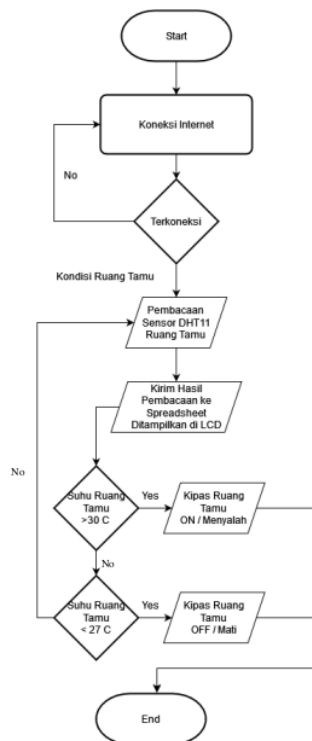 Start
Koneksi Internet
No
Terkoneksi
Kondisi Ruang Tamu
Pembacaan
Sensor DHT11
Ruang Tamu
Kirim Hasil
Pembacaan ke
Spreadsheet
Ditampilkan di LCD
No
Suhu Ruang
Tamu
>30 C
Yes
Kipas Ruang
Tamu
ON / Menyalah
No
Suhu Ruang
Tamu
< 27 C
Yes
Kipas Ruang
Tamu
OFF / Mati
End